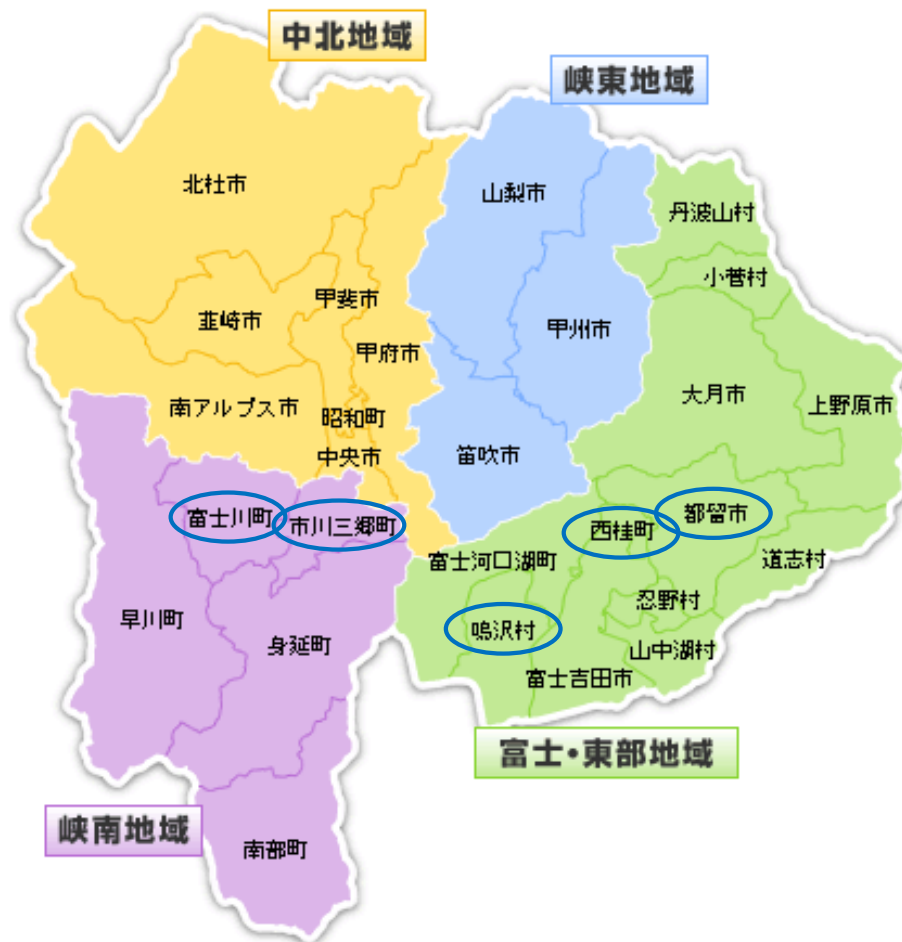 中北地域
峡東地域
北杜市
山梨市
丹波山村
小菅村
韮崎市
甲斐市
甲府市
甲州市
大月市
上野原市
南アルプス市
昭和町
中央市
笛吹市
富士川町
市川三郷町
西桂町
都留市
富士河口湖町
道志村
早川町
身延町
鳴沢村
忍野村
山中湖村
富士吉田市
富士・東部地域
峡南地域
南部町